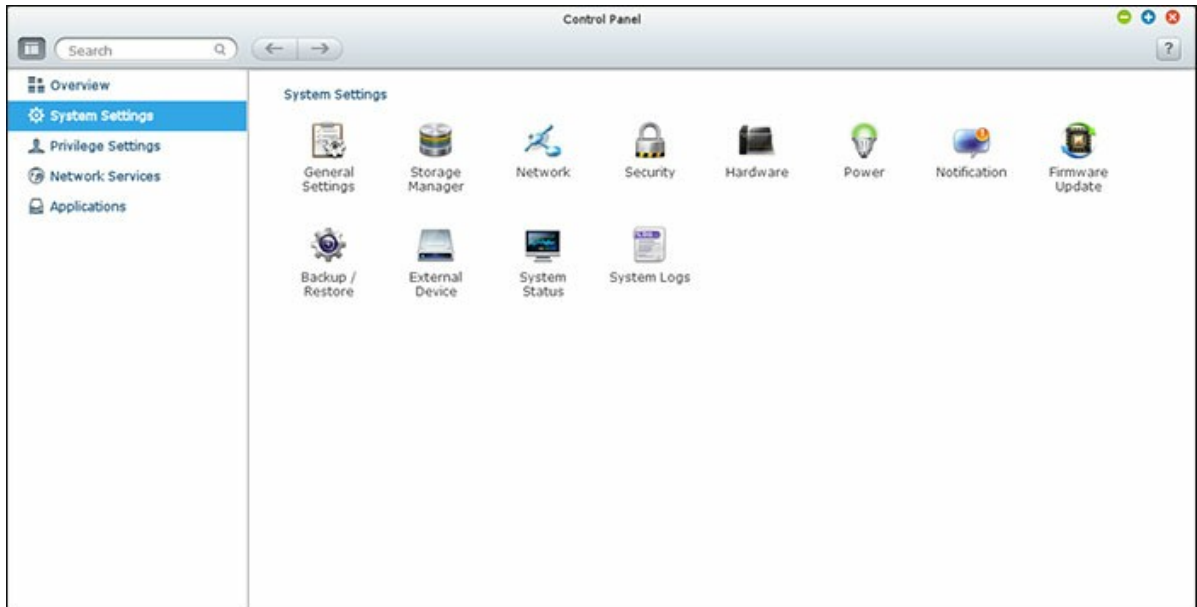 Control Panel
Search
?
Overview
System Settings
Privilege Settings
Network Services
Applications
System Settings
General
Settings
Storage
Manager
Network
Security
Hardware
Power
Notification
Firmware
Update
Backup /
Restore
External
Device
System
Status
System Logs